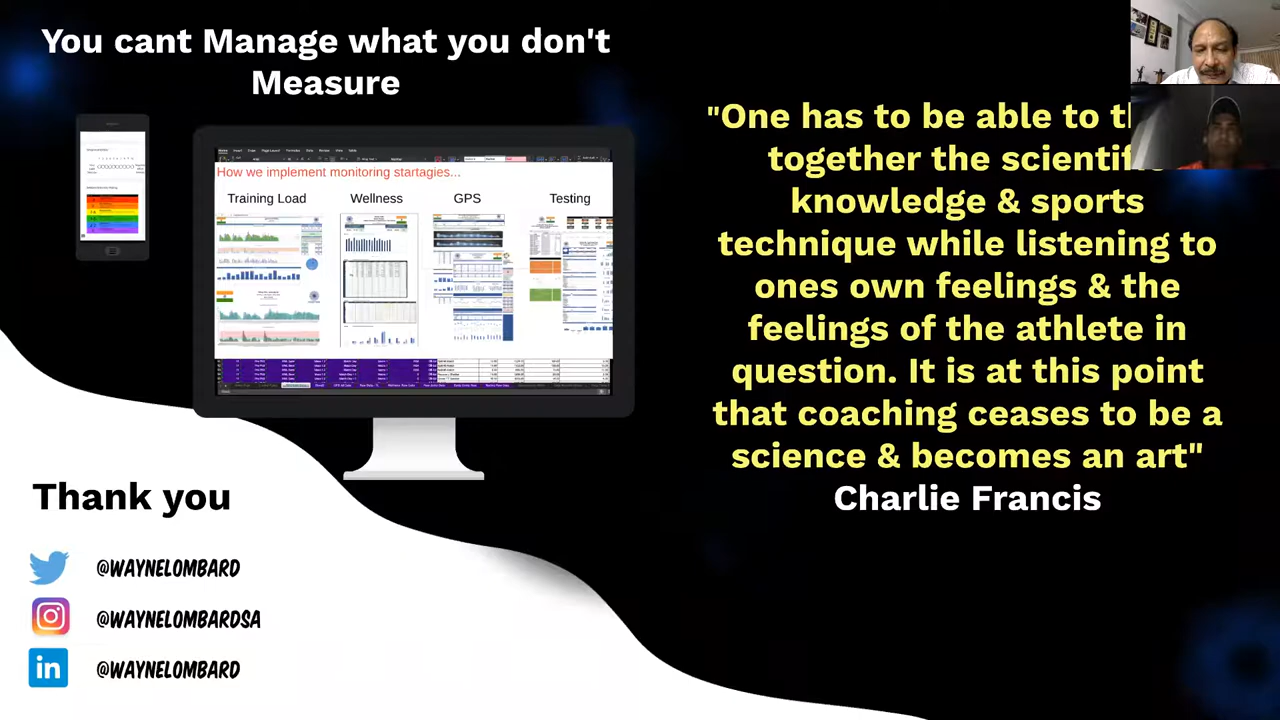 You cant Manage what you don't
Measure
How we implement monitoring startagies...
Training Load
Wellness
GPS
Testing
"One has to be able to
together the
knowledge & sports
technique while listening to
ones own feelings & the
feelings of the athlete in
question. It is at this point
that coaching ceases to be a
science & becomes an art"
Charlie Francis
Thank you
@WAYNELOMBARD
@WAYNELOMBARDSA
in
@WAYNELOMBARD